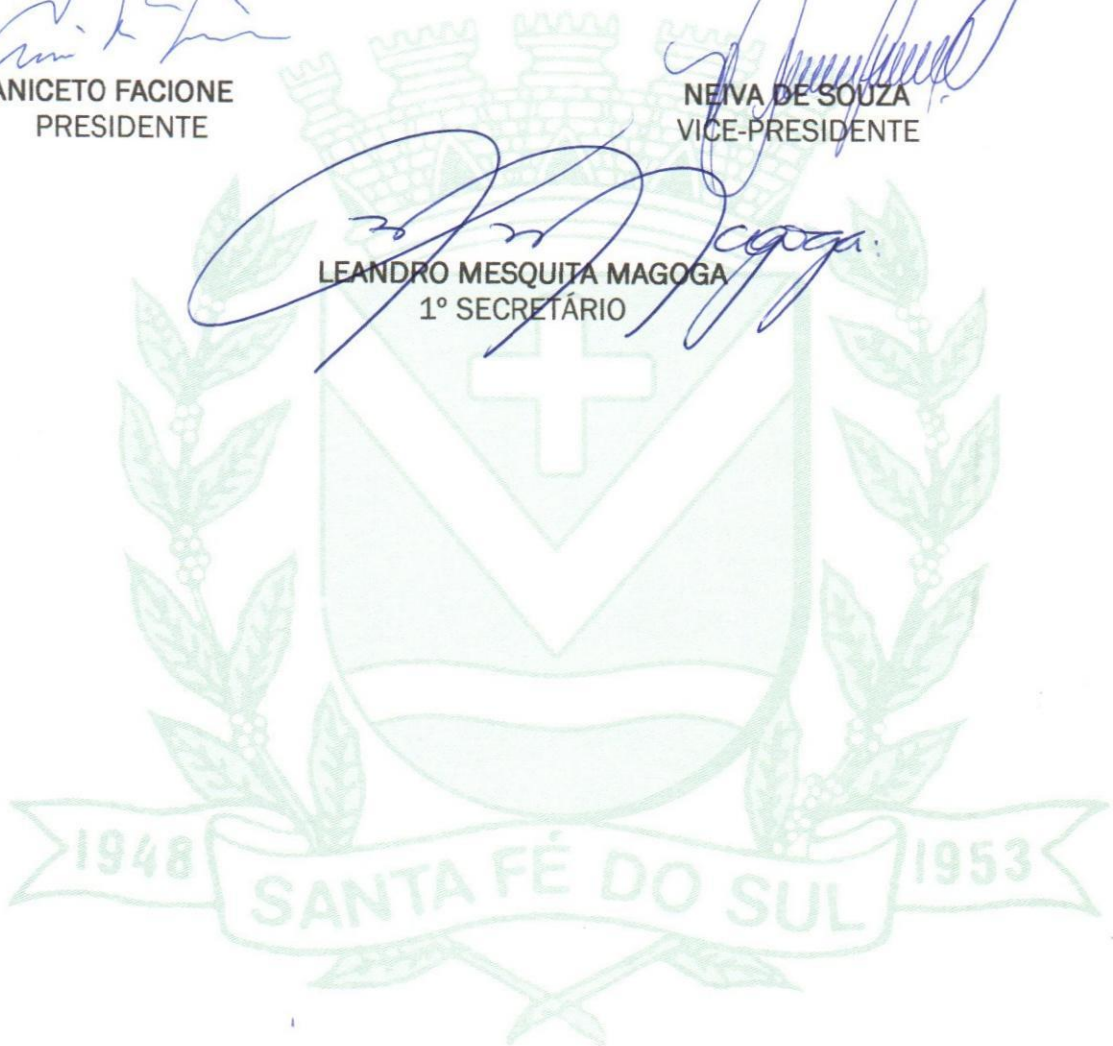 ANICETO FACIONE
PRESIDENTE
NEIVA DE SOUZA
VICE-PRESIDENTE
LEANDRO MESQUITA MAGOGA
1º SECRETÁRIO
1948
SANTA FÉ DO SUL
1953